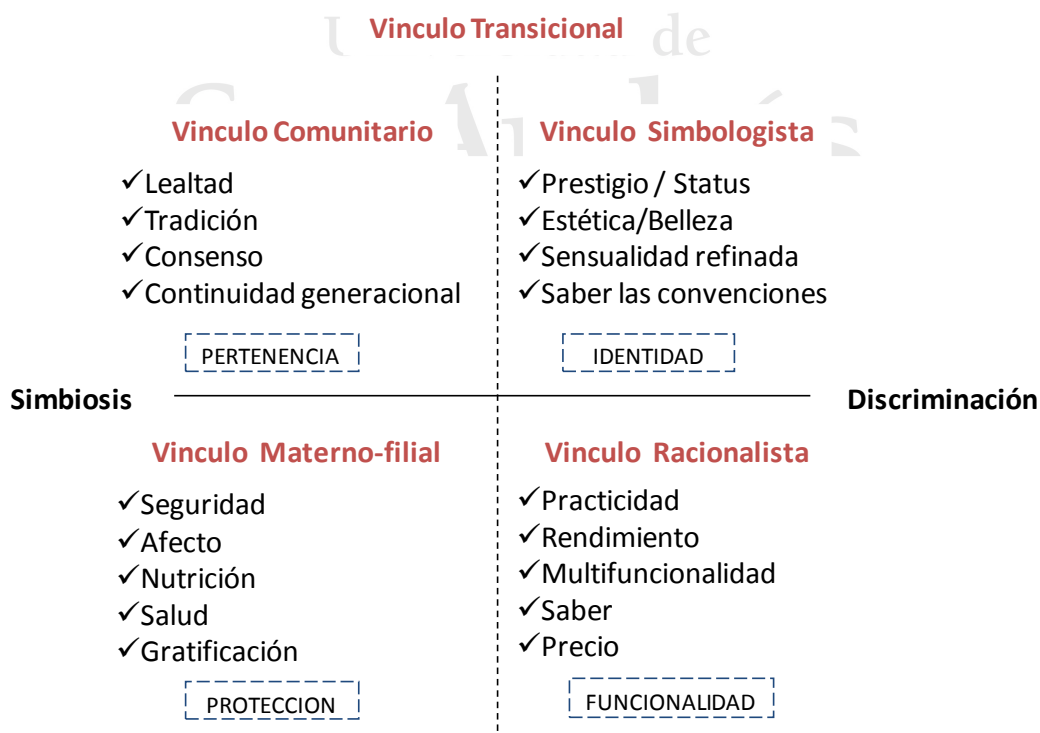 Vinculo Transicional
de
Vinculo Comunitario
✓Lealtad
✓Tradición
✓Consenso
✓Continuidad generacional
PERTENENCIA
Vinculo Simbologista
✓Prestigio / Status
✓Estética/Belleza
✓Sensualidad refinada
✓Saber las convenciones
IDENTIDAD
Simbiosis
Discriminación
Vinculo Materno-filial
✓Seguridad
✓Afecto
✓Nutrición
✓Salud
✓Gratificación
PROTECCION
Vinculo Racionalista
✓Practicidad
✓Rendimiento
✓Multifuncionalidad
✓Saber
✓Precio
FUNCIONALIDAD